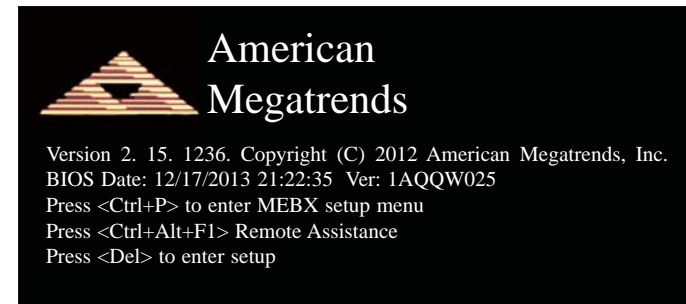 American
Megatrends
Version 2. 15. 1236. Copyright (C) 2012 American Megatrends, Inc.
BIOS Date: 12/17/2013 21:22:35 Ver: 1AQQW025
Press <Ctrl+P> to enter MEBX setup menu
Press <Ctrl+Alt+F1> Remote Assistance
Press <Del> to enter setup